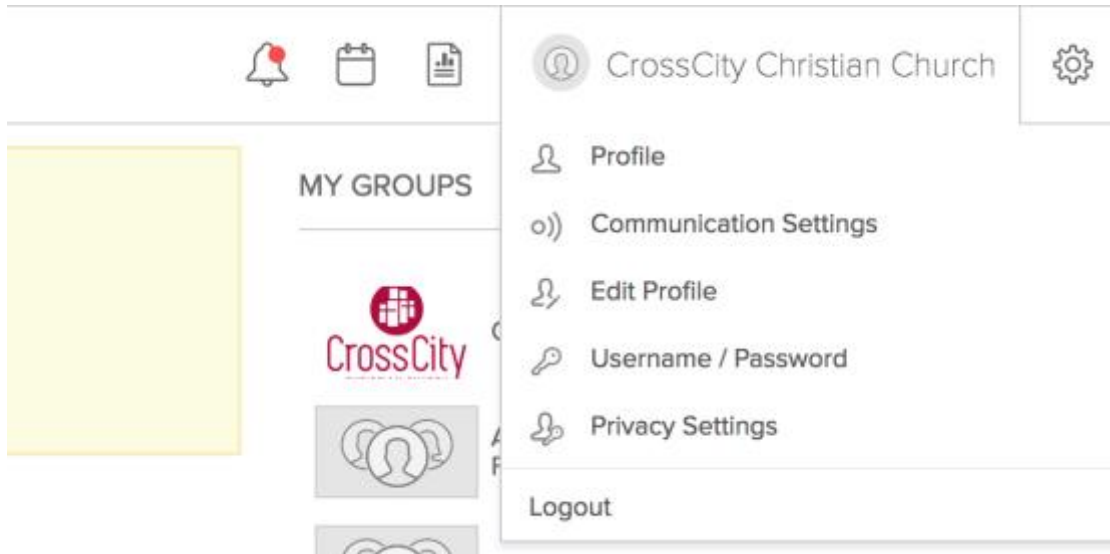 CrossCity Christian Church
Profile
MY GROUPS
Communication Settings
Edit Profile
CrossCity
Username / Password
Privacy Settings
Logout